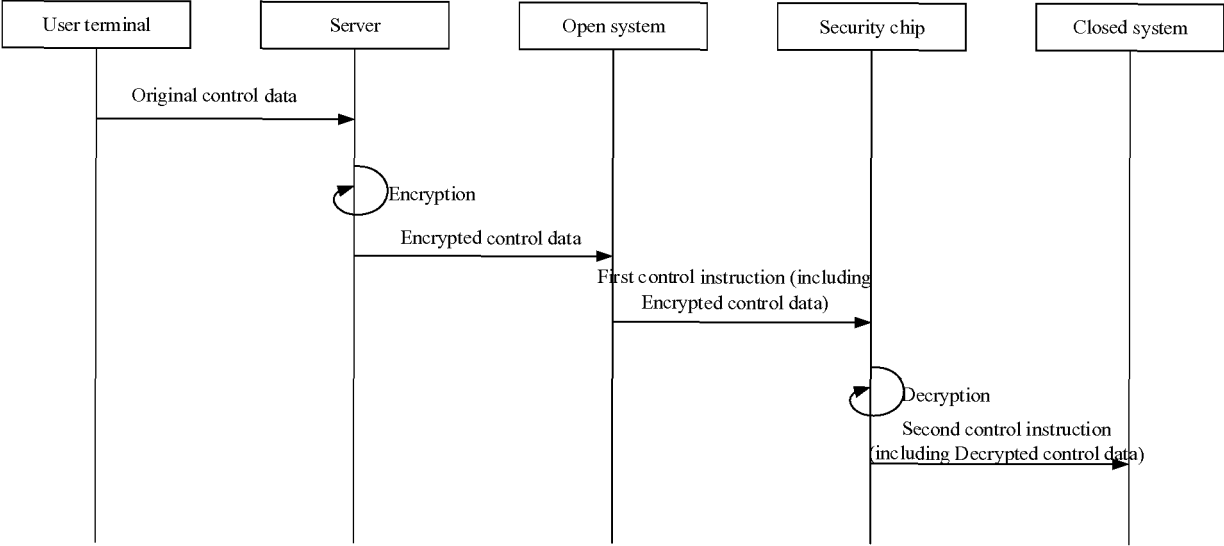 User terminal
Server
Open system
Security chip
Closed system
Original control data
Encryption
Encrypted control data
First control instruction (including
Encrypted control data)
Decryption
Second control instruction
(including Decrypted control data)